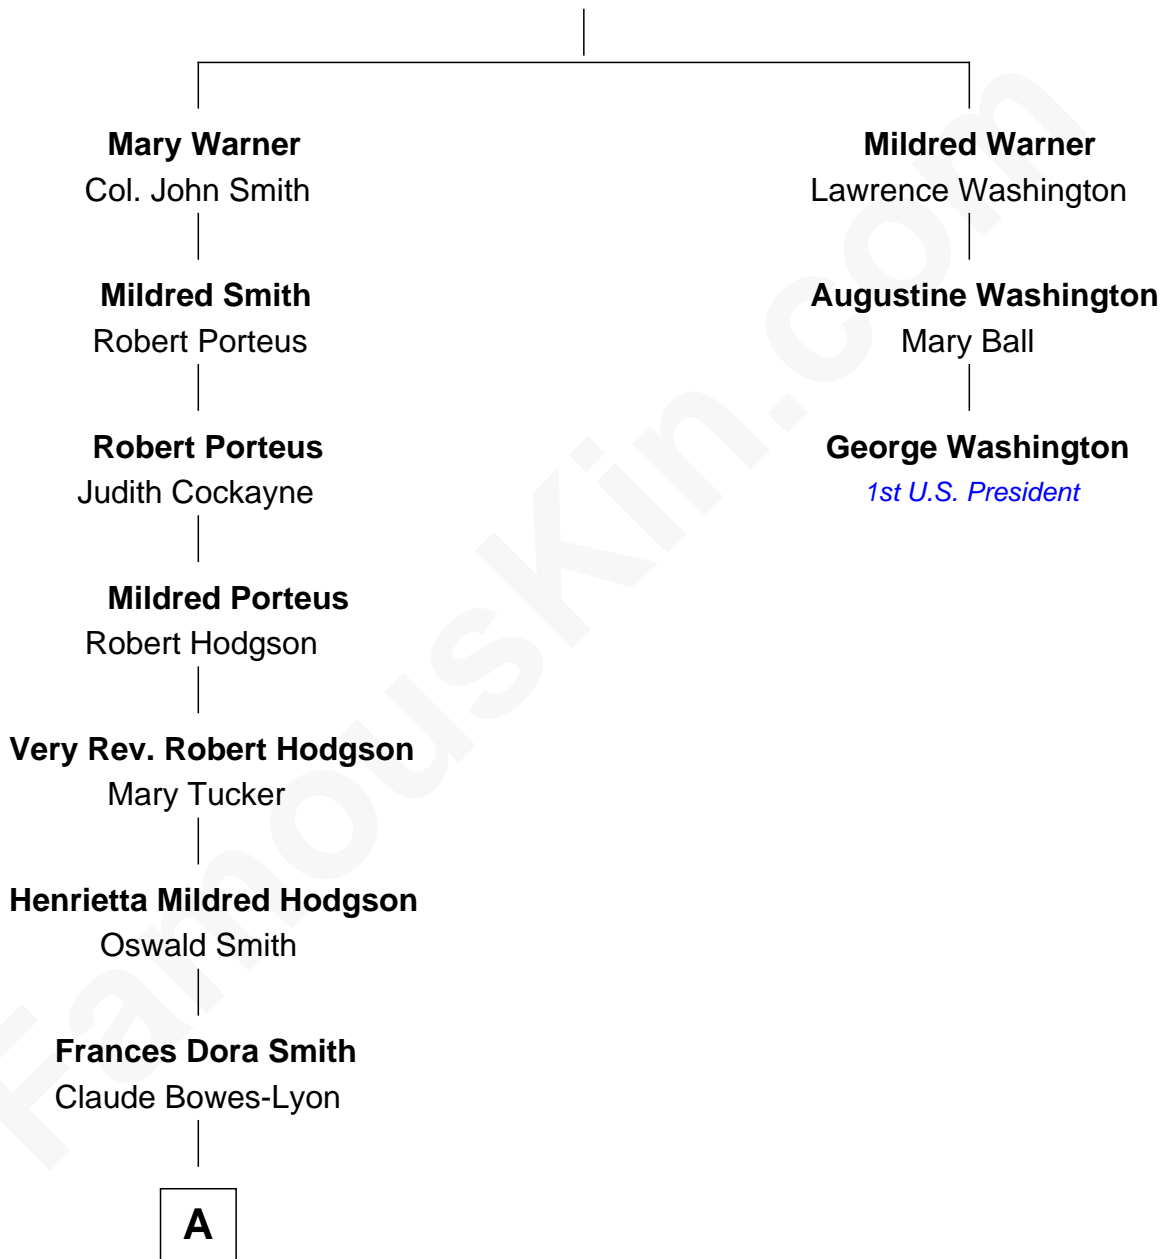 Mary Warner
Col. John Smith
Mildred Smith
Robert Porteus
Robert Porteus
Judith Cockayne
Mildred Porteus
Robert Hodgson
Very Rev. Robert Hodgson
Mary Tucker
Henrietta Mildred Hodgson
Oswald Smith
Frances Dora Smith
Claude Bowes-Lyon
A
Mildred Warner
Lawrence Washington
Augustine Washington
Mary Ball
George Washington
1st U.S. President
FamousKin.com